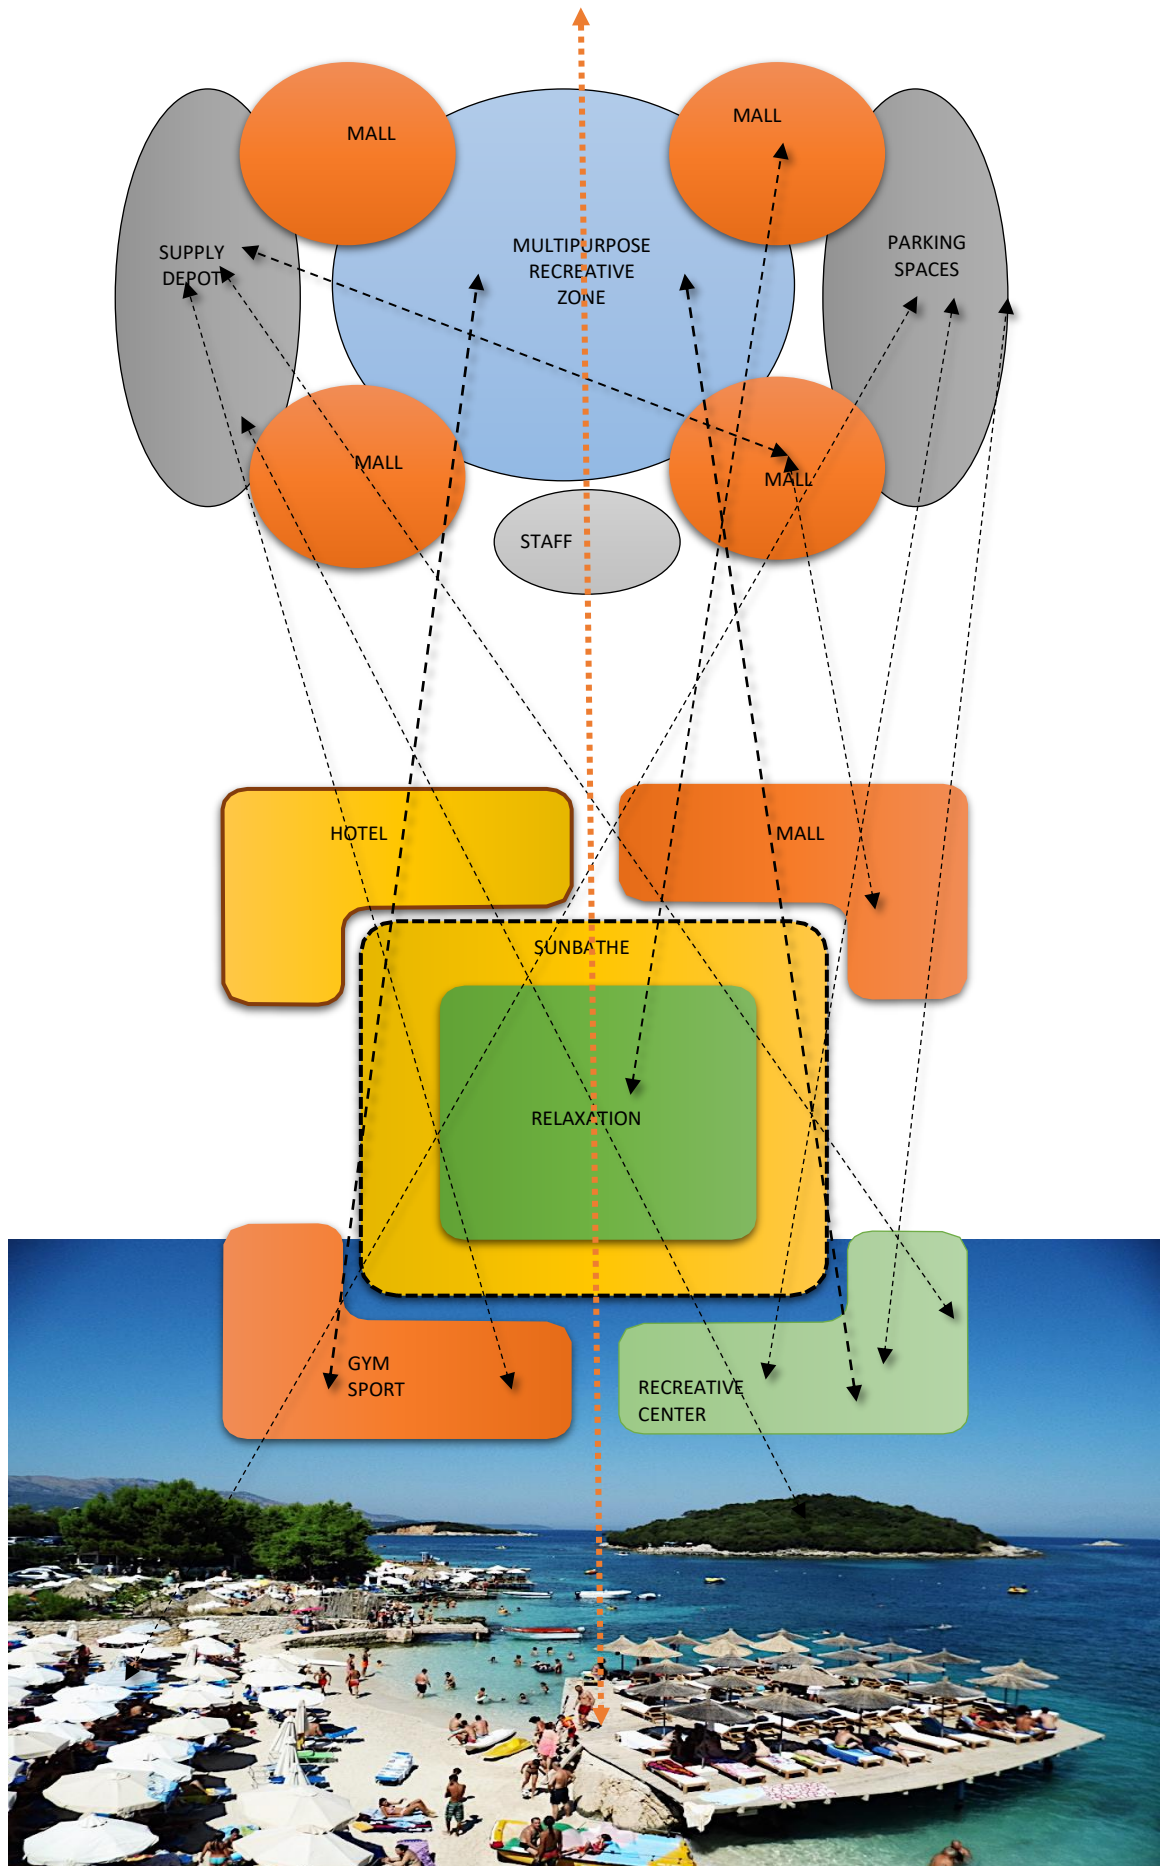 MALL
MALL
SUPPLY
DEPOT
MULTIPURPOSE
RECREATIVE
ZONE
PARKING
SPACES
MALL
MALL
STAFF
HOTEL
MALL
SUNBATHE
RELAXATION
GYM
SPORT
RECREATIVE
CENTER